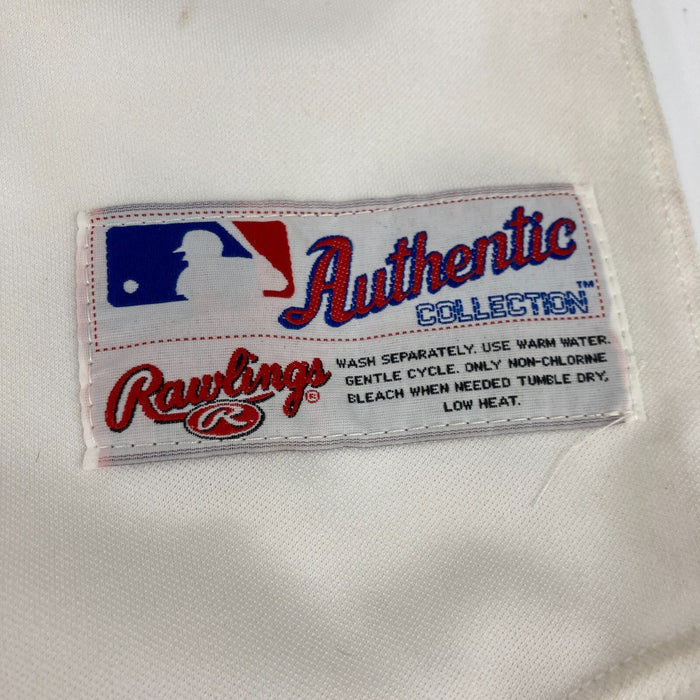 Authentic
COLLECTION™
Rawlings®
R
WASH SEPARATELY. USE WARM WATER.
GENTLE CYCLE. ONLY NON-CHLORINE
BLEACH WHEN NEEDED TUMBLE DRY,
LOW HEAT.